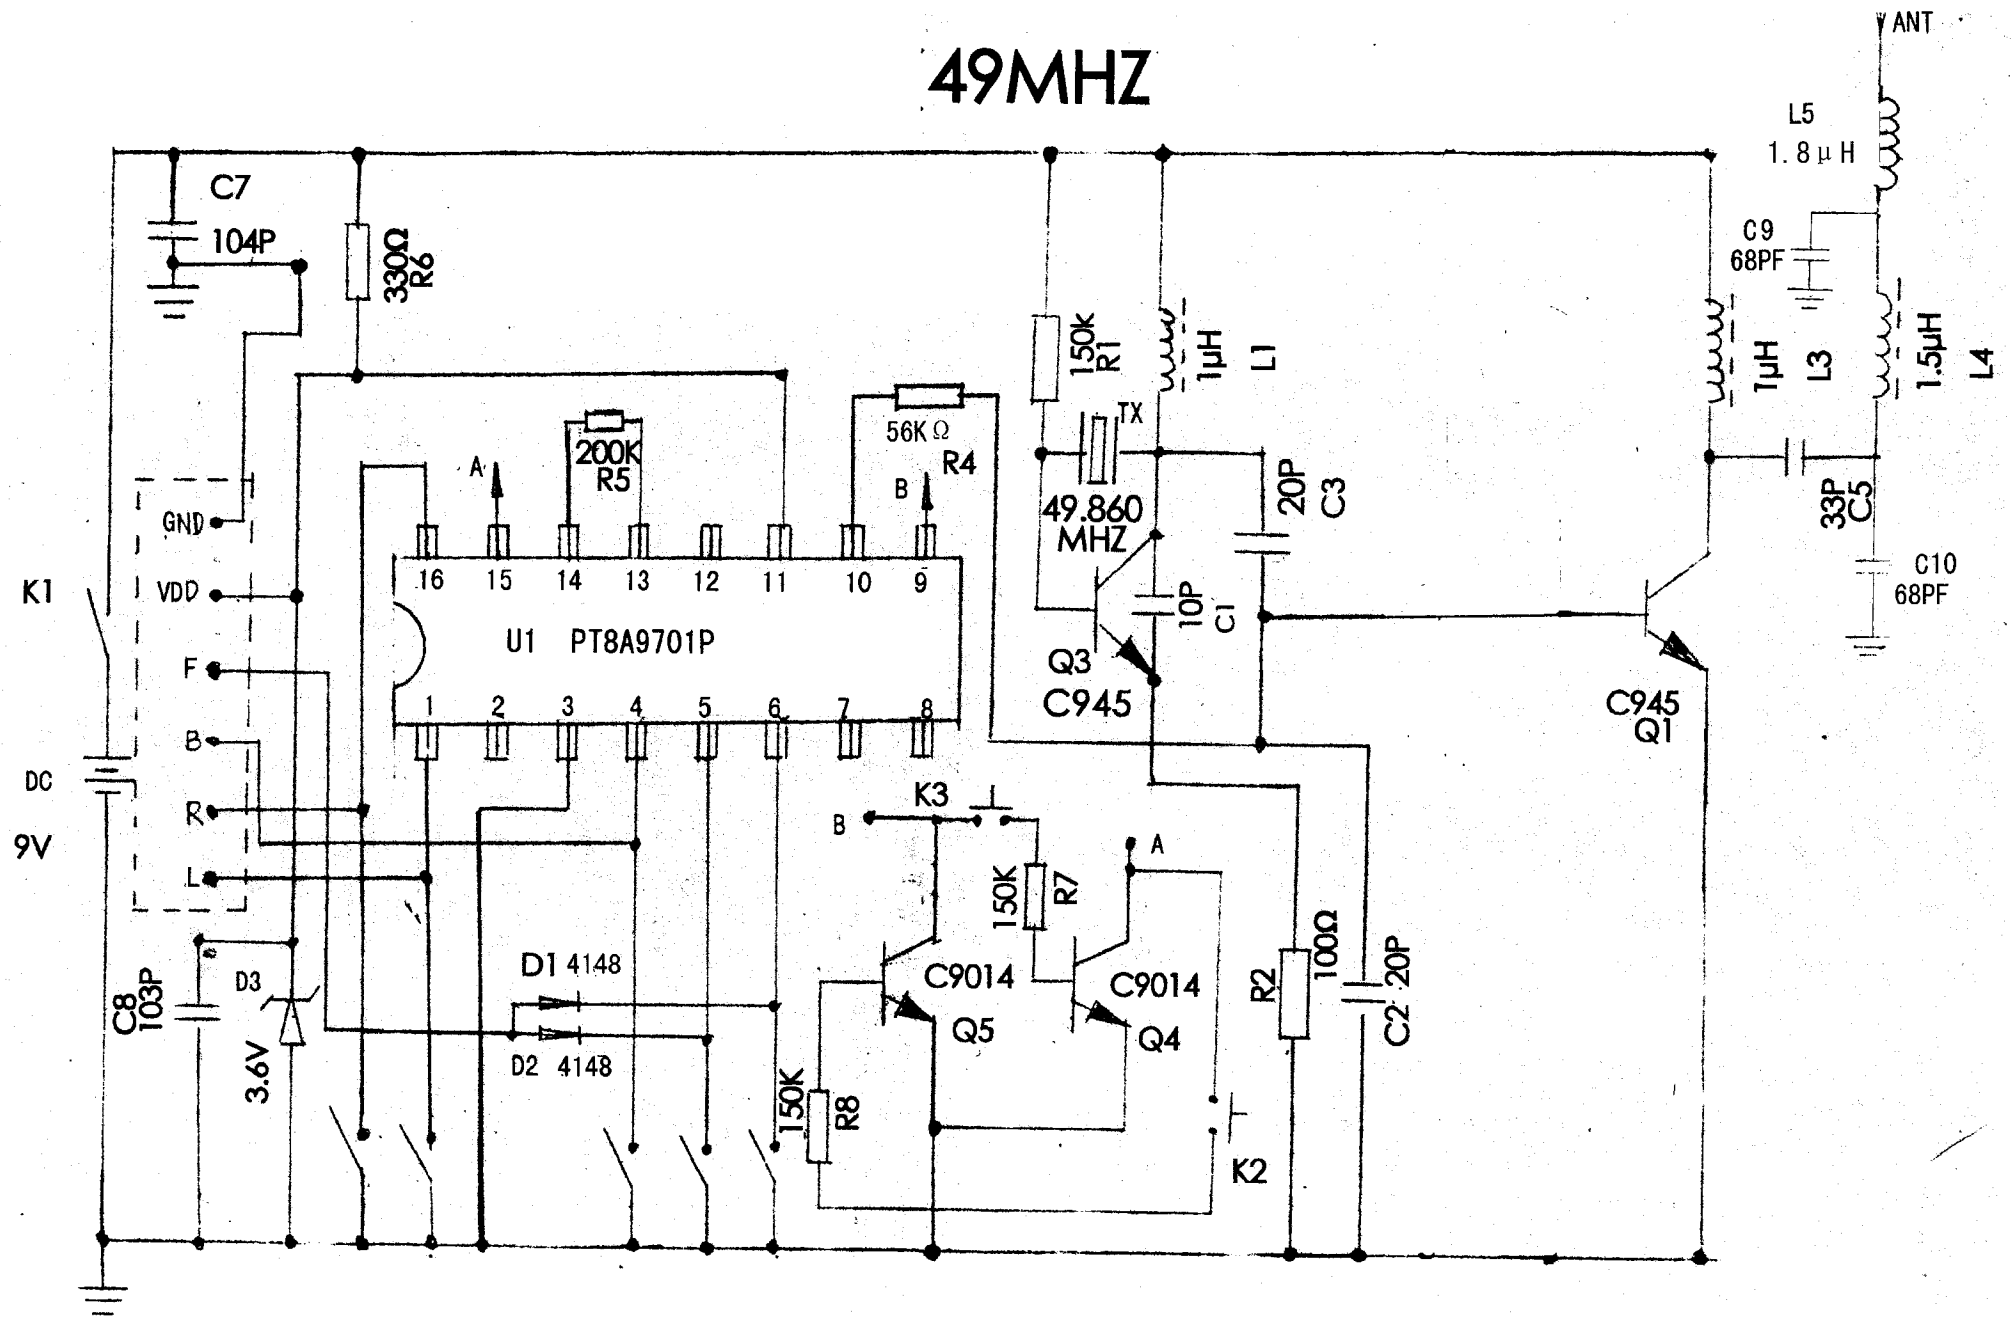 ANT
49MHZ
L5
1.8μH
C7
104P
C9
68PF
330Ω
R6
150K
R1
1μH
L1
1μH
L3
1.5μH
L4
TX
56KΩ
R4
200K
R5
A
B
49.860
MHZ
20P
C3
33P
C5
GND
VDD
F
B
R
L
K1
DC
9V
16 15 14 13 12 11 10 9
U1 PT8A9701P
1 2 3 4 5 6 7 8
10P
C1
Q3
C945
C10
68PF
C945
Q1
K3
B
A
150K
R7
C8
103P
D3
3.6V
D1 4148
D2 4148
C9014
Q5
C9014
Q4
R2
100Ω
C2 20P
150K
R8
K2